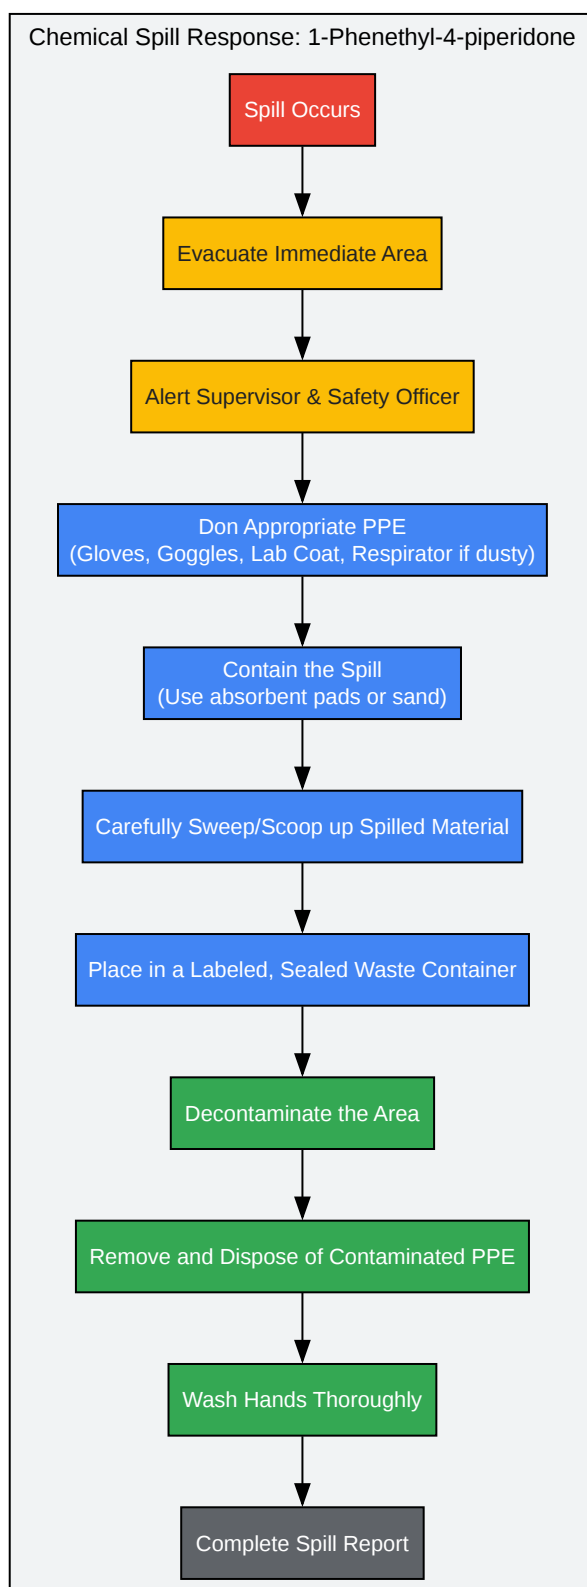 Chemical Spill Response: 1-Phenethyl-4-piperidone
Spill Occurs
Evacuate Immediate Area
Alert Supervisor & Safety Officer
Don Appropriate PPE
(Gloves, Goggles, Lab Coat, Respirator if dusty)
Contain the Spill
(Use absorbent pads or sand)
Carefully Sweep/Scoop up Spilled Material
Place in a Labeled, Sealed Waste Container
Decontaminate the Area
Remove and Dispose of Contaminated PPE
Wash Hands Thoroughly
Complete Spill Report